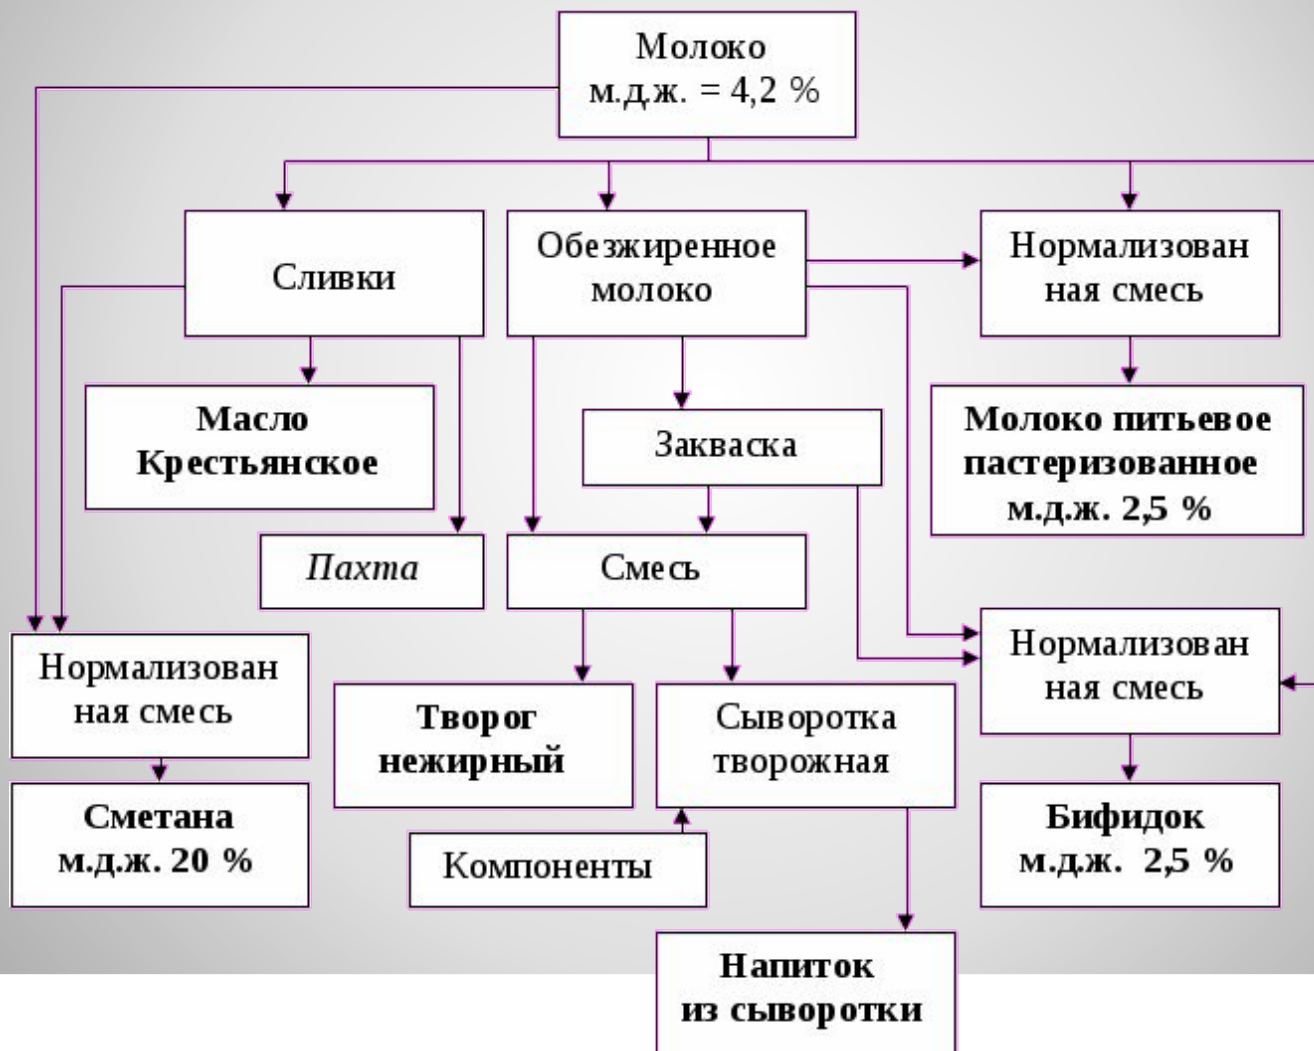 Молоко
м.д.ж. = 4,2 %
Сливки
Обезжиренное
молоко
Нормализован
ная смесь
Масло
Крестьянское
Закваска
Молоко питьевое
пастеризованное
м.д.ж. 2,5 %
Пахта
Смесь
Нормализован
ная смесь
Нормализован
ная смесь
Творог
нежирный
Сыворотка
творожная
Сметана
м.д.ж. 20 %
Компоненты
Бифидок
м.д.ж. 2,5 %
Напиток
из сыворотки